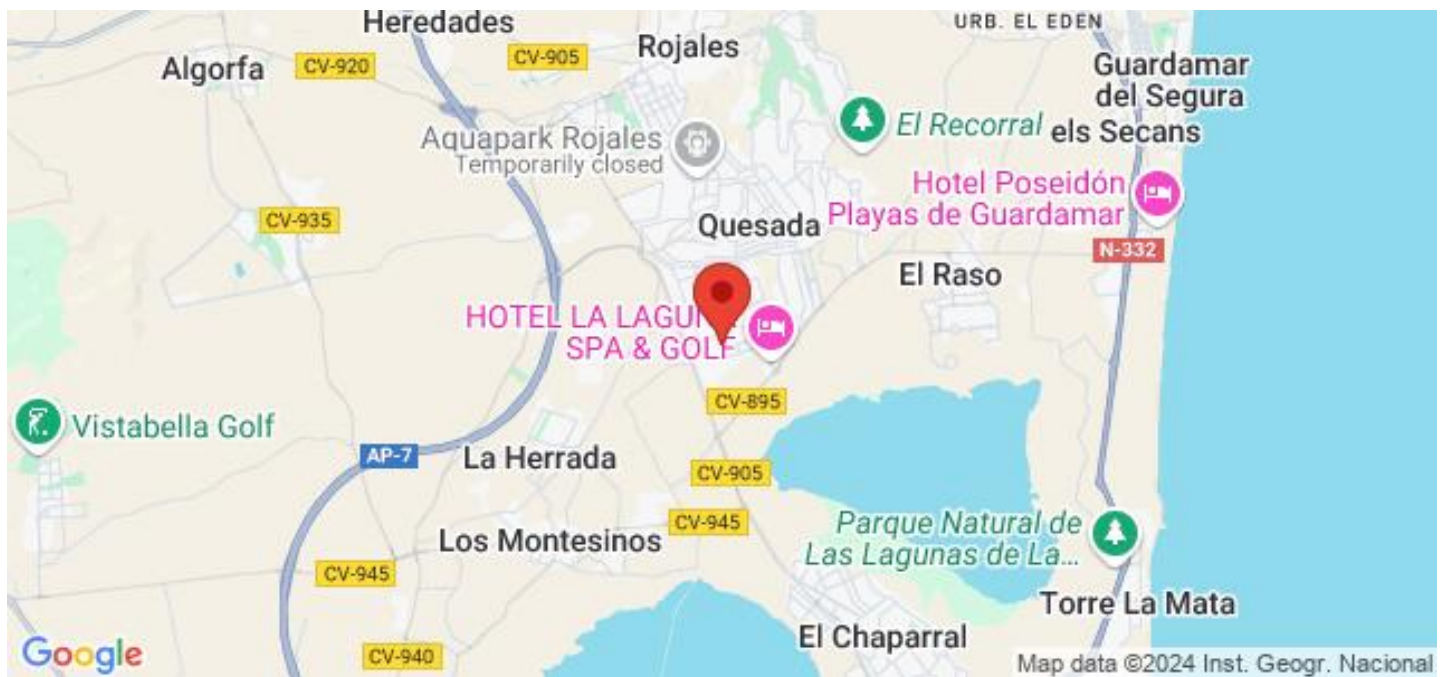 Heredades
URB. EL EDEN
Rojales
Algorfa
CV-920
CV-905
Guardamar
del Segura
El Recorral
els Secans
Aquapark Rojales
Temporarily closed
Hotel Poseidón
Playas de Guardamar
CV-935
Quesada
N-332
El Raso
HOTEL LA LAGU
SPA & GOLF
CV-895
Vistabella Golf
AP-7
La Herrada
CV-905
CV-945
Parque Natural de
Las Lagunas de La...
Los Montesinos
CV-945
Torre La Mata
El Chaparral
CV-940
Google
Map data ©2024 Inst. Geogr. Nacional